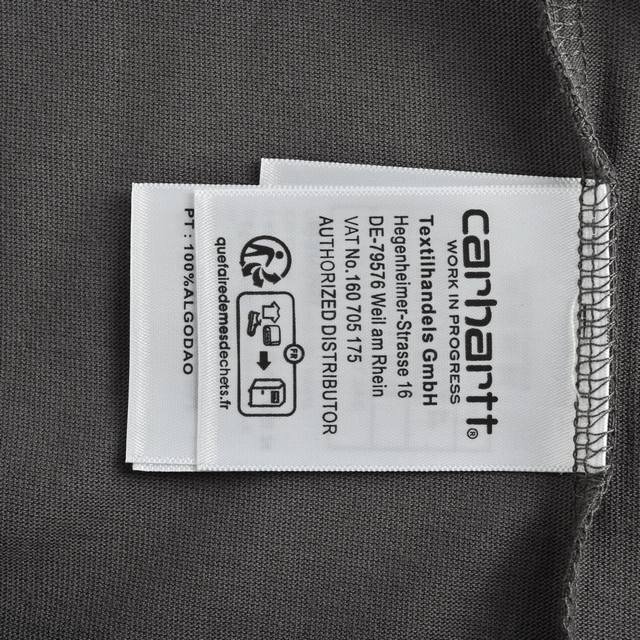 carhartt®
WORK IN PROGRESS
Textilhandels GmbH
Hegenheimer-Strasse 16
DE-79576 Weil am Rhein
VAT No.160 705 175
AUTHORIZED DISTRIBUTOR
FR
quefairedemesdechets.fr
PT : 100%ALGODAO